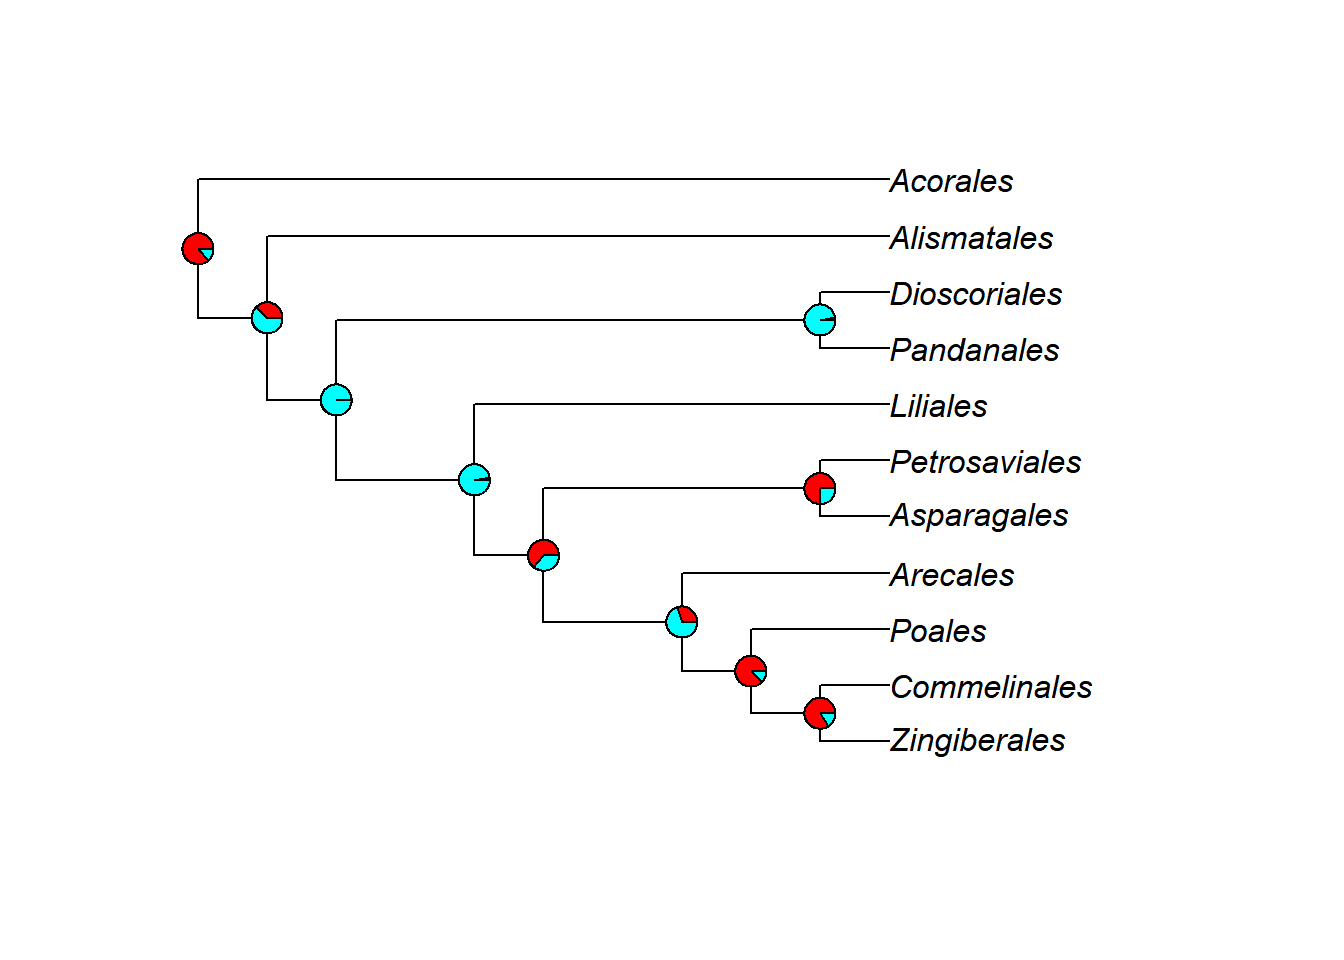 Acorales
Alismatales
Dioscoriales
Pandanales
Liliales
Petrosaviales
Asparagales
Arecales
Poales
Commelinales
Zingiberales